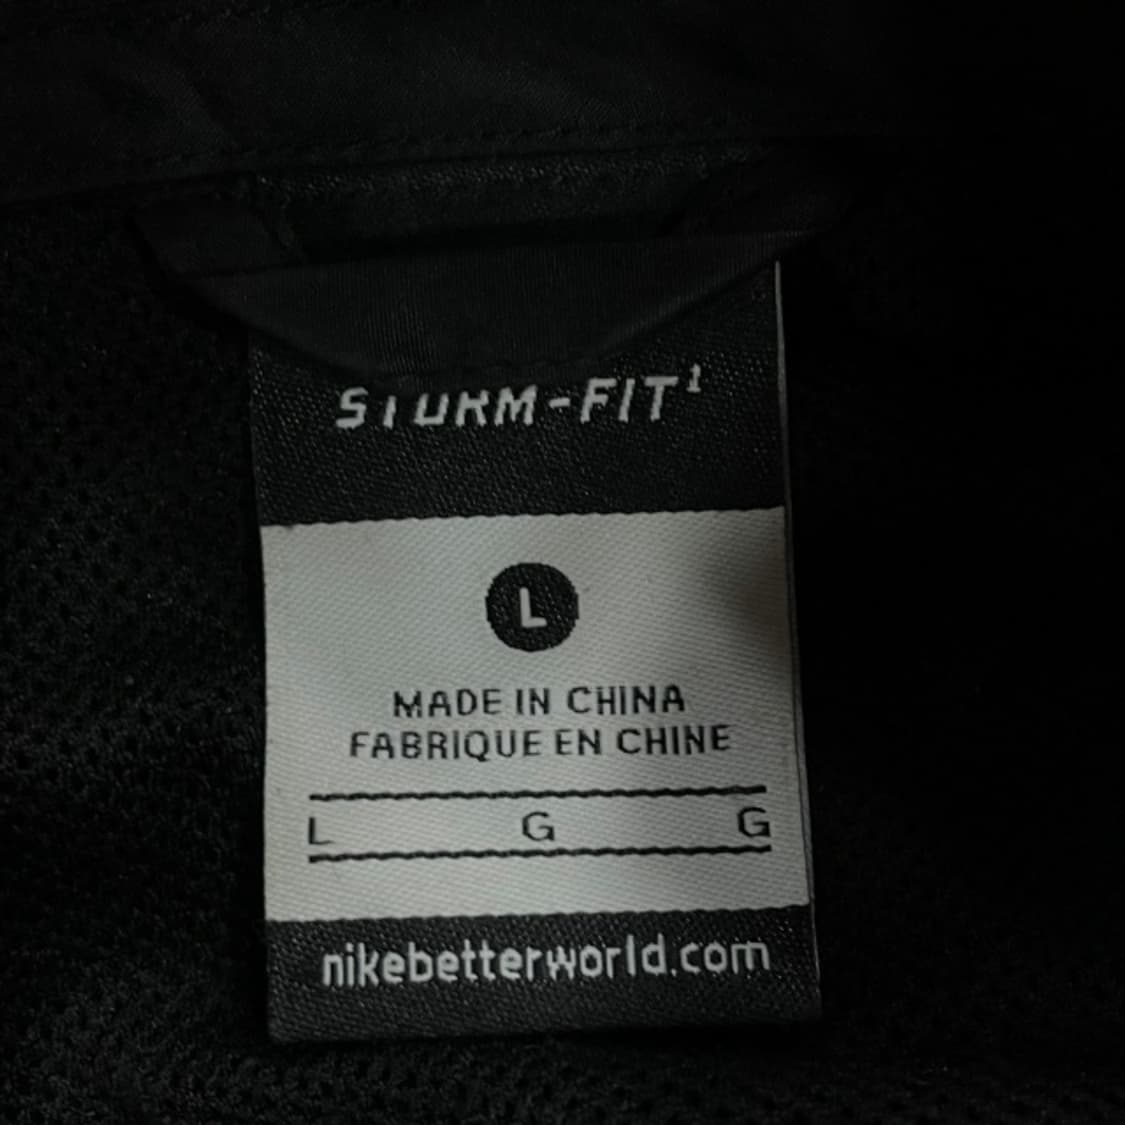 STORM-FIT¹
L
MADE IN CHINA
FABRIQUE EN CHINE
L G G
nikebetterworld.com